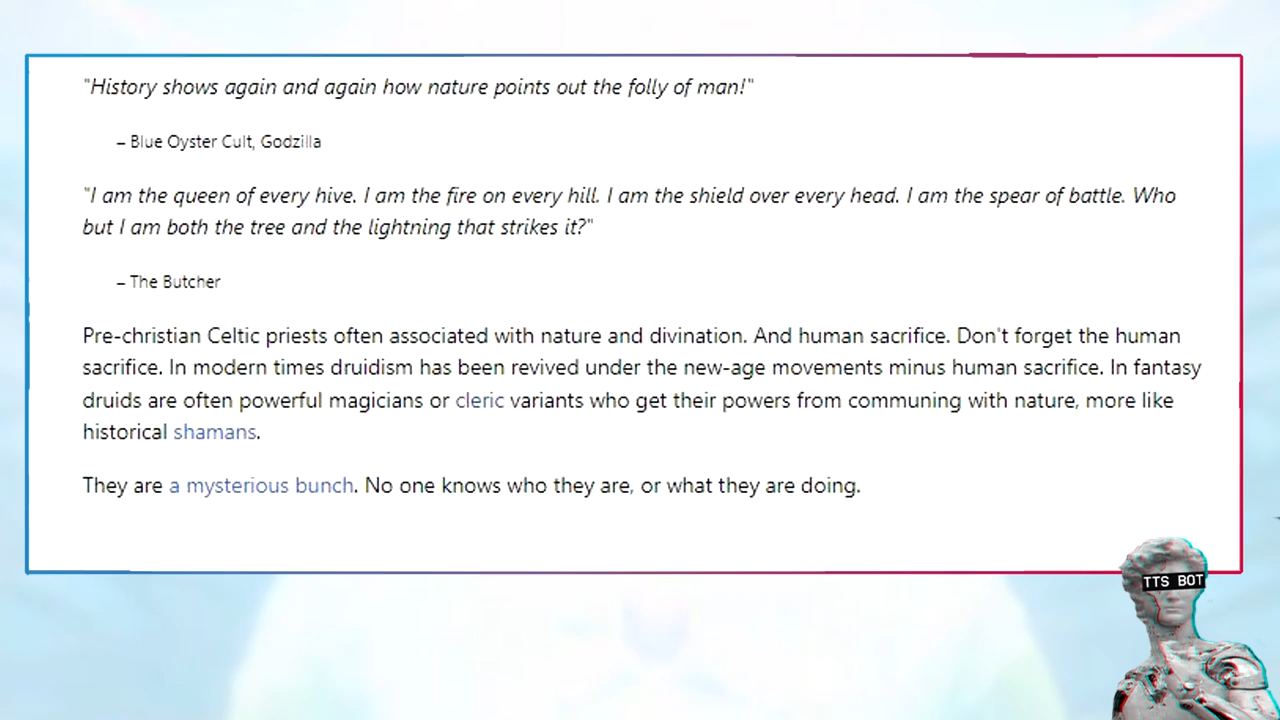 "History shows again and again how nature points out the folly of man!"
– Blue Oyster Cult, Godzilla
"I am the queen of every hive. I am the fire on every hill. I am the shield over every head. I am the spear of battle. Who
but I am both the tree and the lightning that strikes it?"
– The Butcher
Pre-christian Celtic priests often associated with nature and divination. And human sacrifice. Don't forget the human
sacrifice. In modern times druidism has been revived under the new-age movements minus human sacrifice. In fantasy
druids are often powerful magicians or cleric variants who get their powers from communing with nature, more like
historical shamans.
They are a mysterious bunch. No one knows who they are, or what they are doing.
TTS BOT